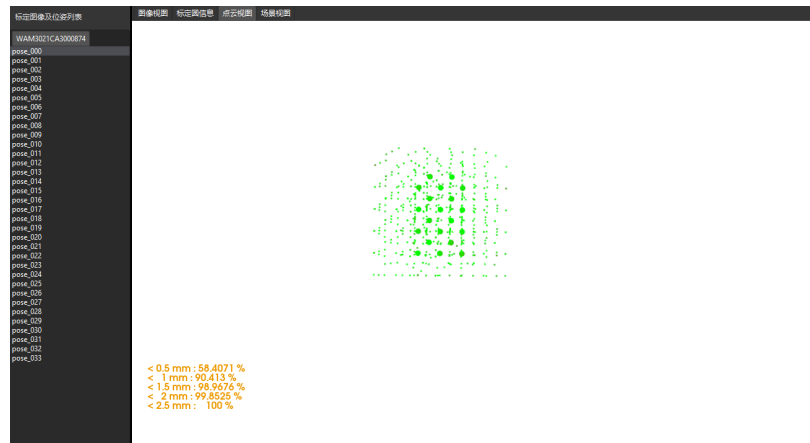 标定图像及位姿列表
WAM3021CA3000874
pose_000
pose_001
pose_002
pose_003
pose_004
pose_005
pose_006
pose_007
pose_008
pose_009
pose_010
pose_011
pose_012
pose_013
pose_014
pose_015
pose_016
pose_017
pose_018
pose_019
pose_020
pose_021
pose_022
pose_023
pose_024
pose_025
pose_026
pose_027
pose_028
pose_029
pose_030
pose_031
pose_032
pose_033
图像视图 标定圆信息 点云视图 场景视图
< 0.5 mm : 58.4071 %
< 1 mm : 90.413 %
< 1.5 mm : 98.9676 %
< 2 mm : 99.8525 %
< 2.5 mm : 100 %